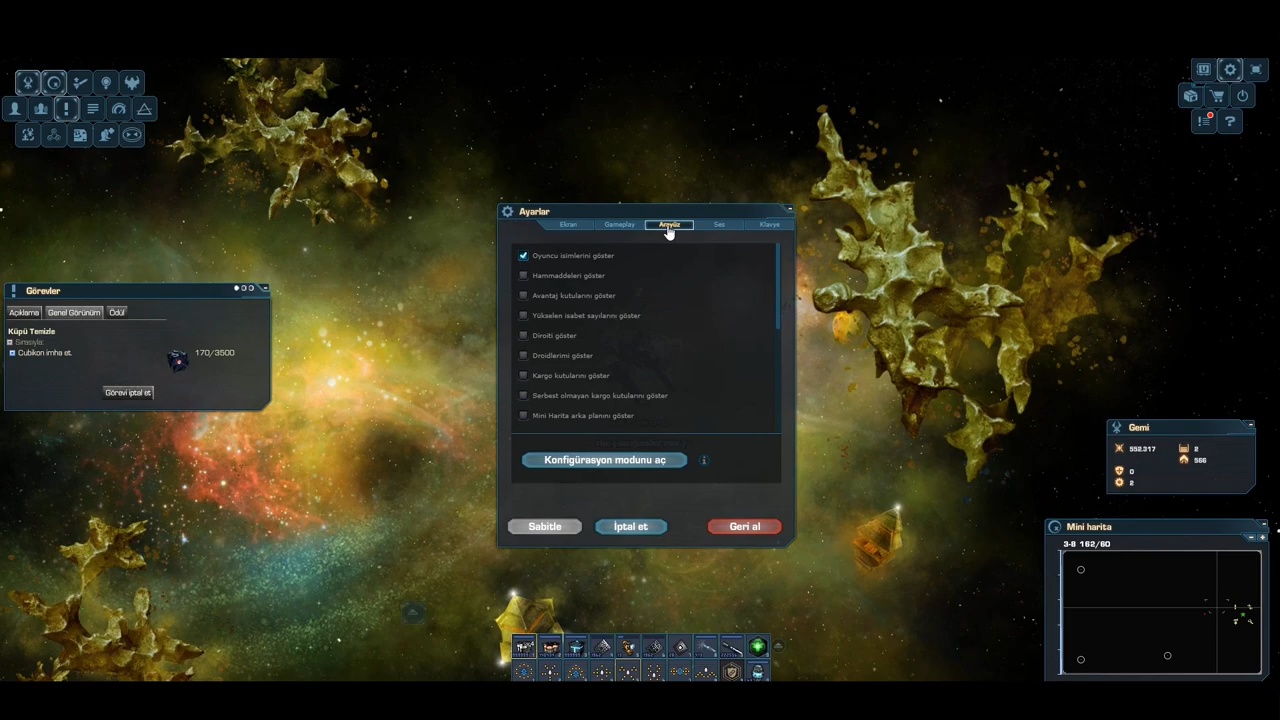 Ayarlar
Ekran Gameplay Arayüz Ses Klavye
Oyuncu isimlerini göster
Hammaddeleri göster
Avantaj kutularını göster
Yükselen isabet sayılarını göster
Diroiti göster
Droidlerimi göster
Kargo kutularını göster
Serbest olmayan kargo kutularını göster
Mini Harita arka planını göster
Konfigürasyon modunu aç
Sabitle İptal et Geri al
Görevler
Açıklama Genel Görünüm Ödül
Küpü Temizle
Sırasıyla:
Cubikon imha et. 170/3500
Görevi iptal et
Gemi
552.317 2
566
0
2
Mini harita
3-8 162/60